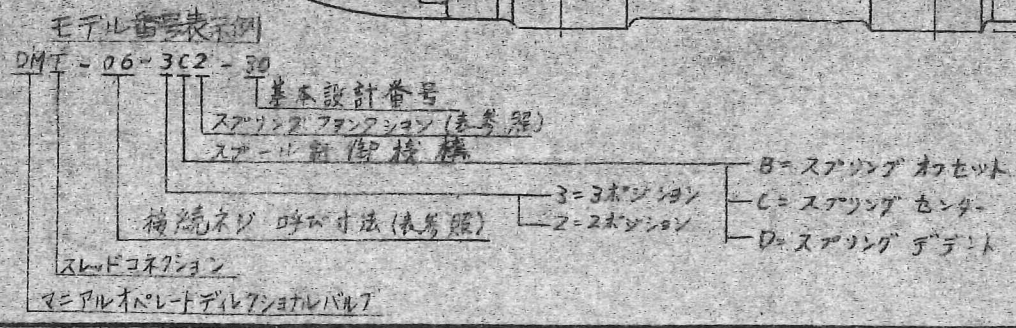 モデル番号表示例
DMT-06-3C2-30
基本設計番号
スプリングファンクション(表参照)
スプール制御機構
B=スプリングオフセット
3=3ポジション
C=スプリングセンター
2=2ポジション
接続ネジ 呼び寸法(表参照)
D=スプリングデテント
スレッドコネクション
マニアルオペレートディレクショナルバルブ